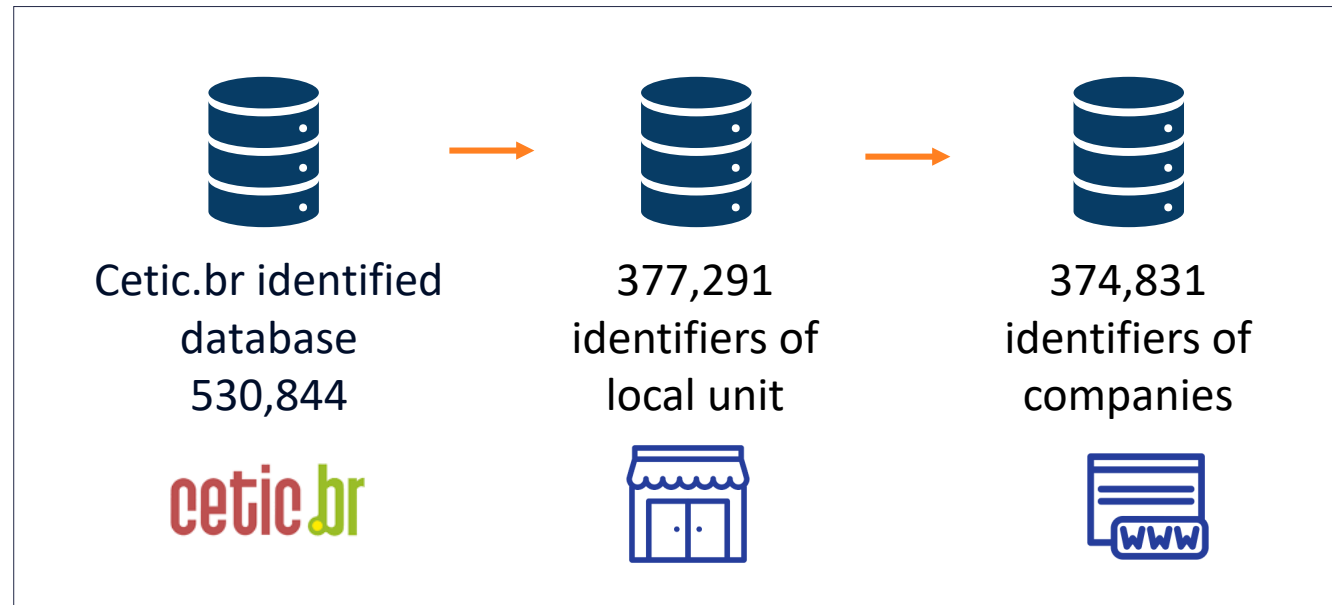 Cetic.br identified
database
530,844
377,291
identifiers of
local unit
374,831
identifiers of
companies
cetic.br
WWW